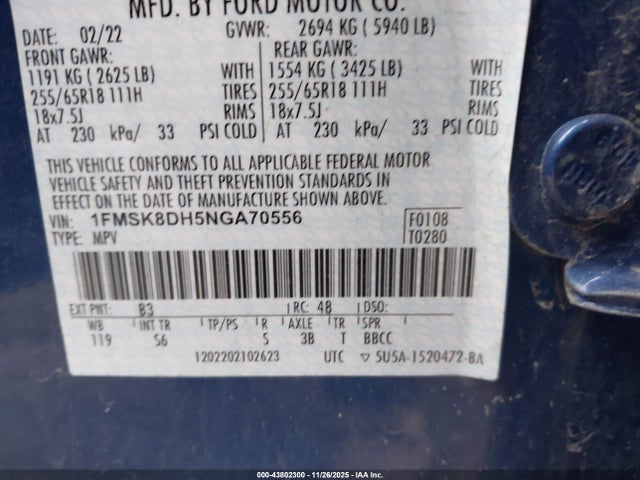 MFD. BY FORD MOTOR CO.
DATE: 02/22 GVWR: 2694 KG ( 5940 LB)
FRONT GAWR: REAR GAWR:
1191 KG ( 2625 LB) WITH 1554 KG ( 3425 LB) WITH
255/65R18 111H TIRES 255/65R18 111H TIRES
18x7.5J RIMS 18x7.5J RIMS
AT 230 kPa/ 33 PSI COLD AT 230 kPa/ 33 PSI COLD
THIS VEHICLE CONFORMS TO ALL APPLICABLE FEDERAL MOTOR
VEHICLE SAFETY AND THEFT PREVENTION STANDARDS IN
EFFECT ON THE DATE OF MANUFACTURE SHOWN ABOVE.
VIN: 1FMSK8DH5NGA70556 F0108
TYPE: MPV T0280
EXT PNT: B3 RC: 48 DSO:
WB INT TR TP/PS R AXLE TR SPR
119 S6 S 3B T BBCC
1202202102623 UTC ▽ 5U5A-1520472-BA
000-43802300 - 11/26/2025 - IAA Inc.